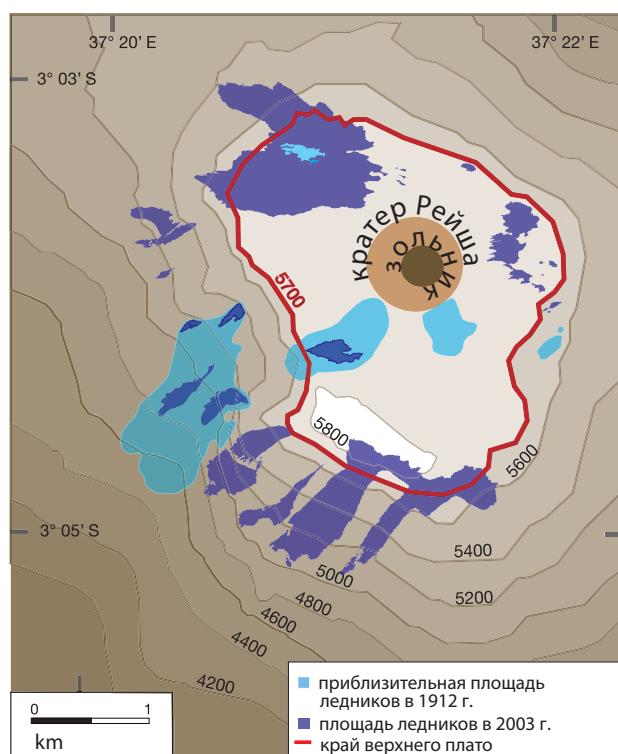 37° 20' E
37° 22' E
3° 03' S
кратер Рейша
зольник
5700
5800
5600
3° 05' S
5400
5200
5000
4800
4600
4400
4200
0 1
km
приблизительная площадь
ледников в 1912 г.
площадь ледников в 2003 г.
край верхнего плато